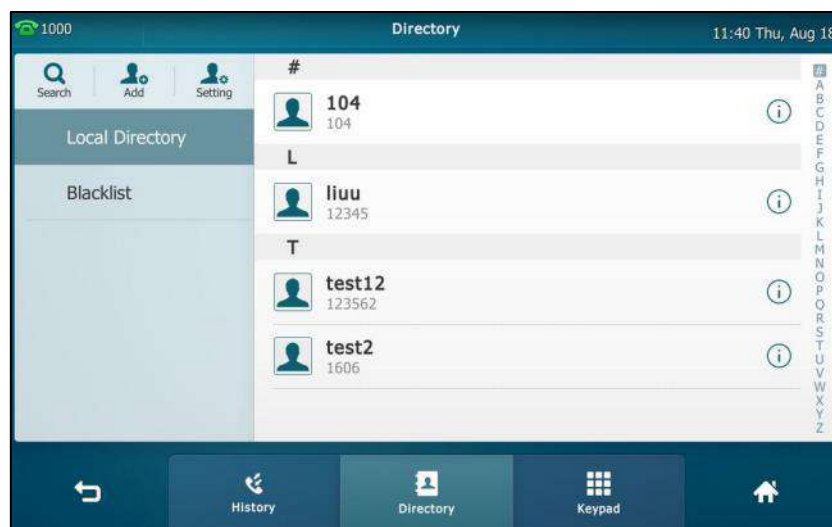 1000
Directory
11:40 Thu, Aug 18
Search
Add
Setting
Local Directory
Blacklist
#
104
104
L
liuu
12345
T
test12
123562
test2
1606
#
A
B
C
D
E
F
G
H
I
J
K
L
M
N
O
P
Q
R
S
T
U
V
W
X
Y
Z
History
Directory
Keypad